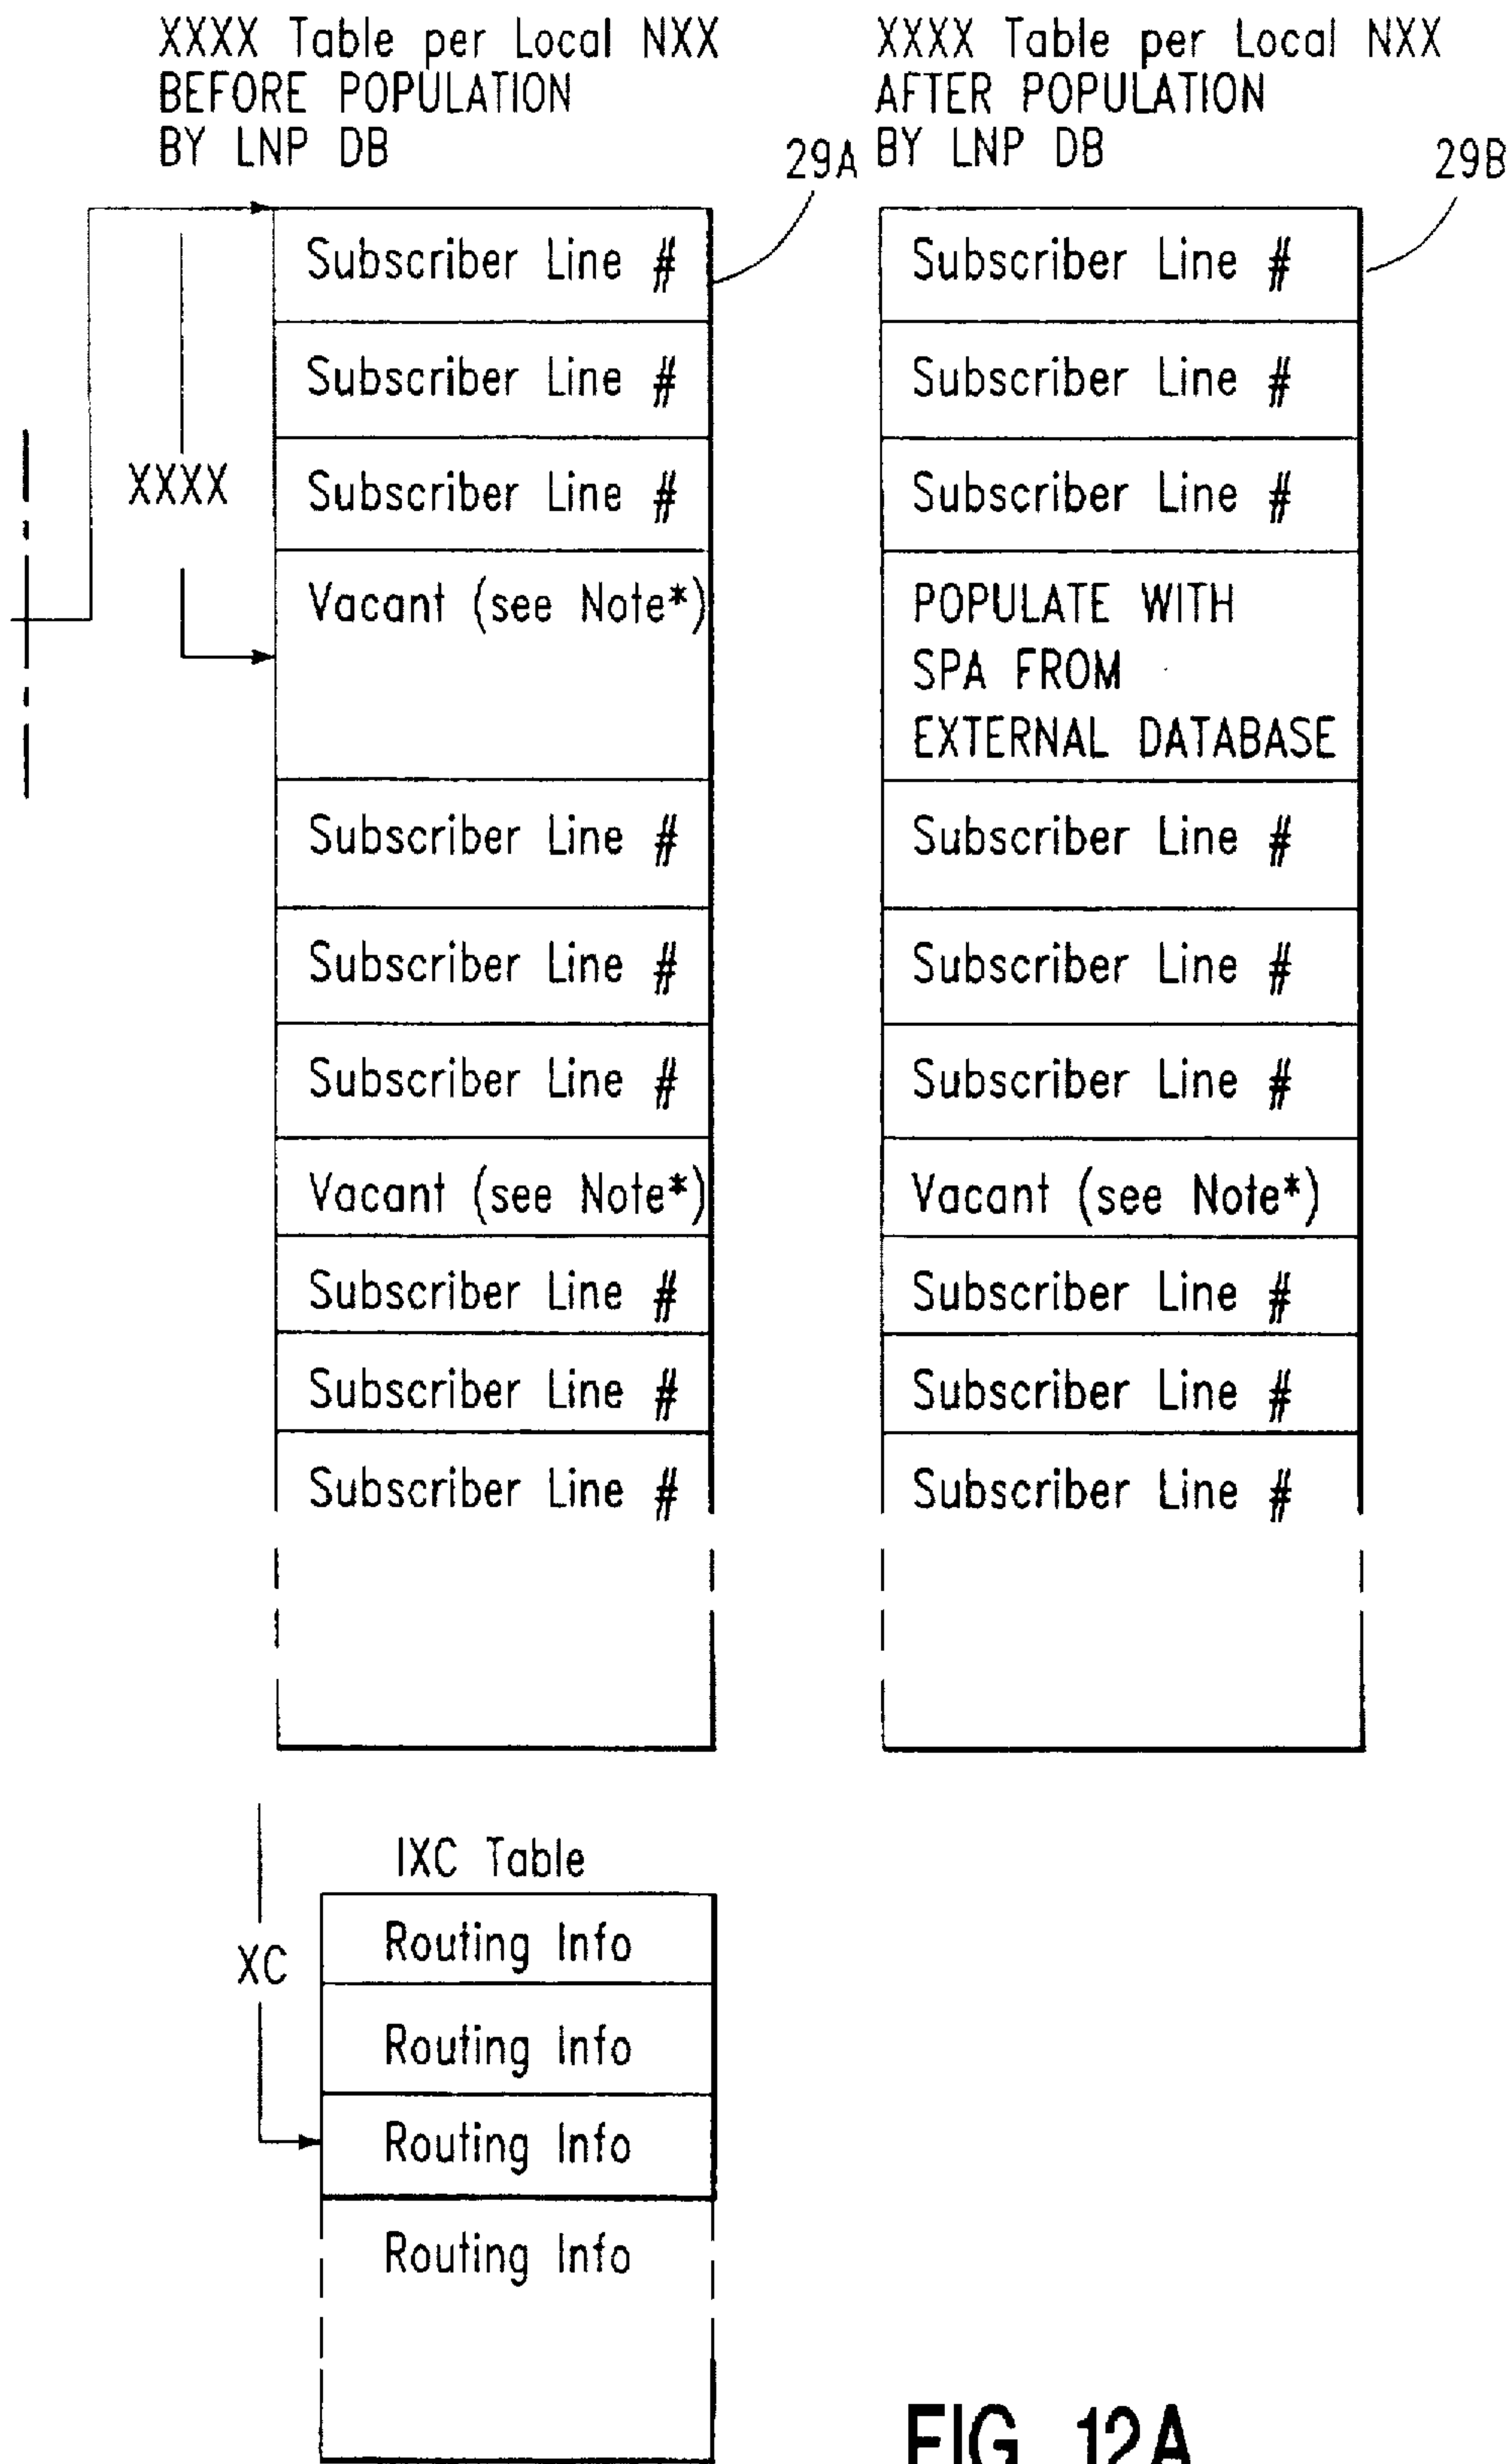 XXXX Table per Local NXX
BEFORE POPULATION
BY LNP DB
29A
XXXX
Subscriber Line #
Subscriber Line #
Subscriber Line #
Vacant (see Note*)
Subscriber Line #
Subscriber Line #
Subscriber Line #
Vacant (see Note*)
Subscriber Line #
Subscriber Line #
Subscriber Line #
XXXX Table per Local NXX
AFTER POPULATION
BY LNP DB
29B
Subscriber Line #
Subscriber Line #
Subscriber Line #
POPULATE WITH
SPA FROM
EXTERNAL DATABASE
Subscriber Line #
Subscriber Line #
Subscriber Line #
Vacant (see Note*)
Subscriber Line #
Subscriber Line #
Subscriber Line #
IXC Table
XC
Routing Info
Routing Info
Routing Info
Routing Info
FIG. 12A